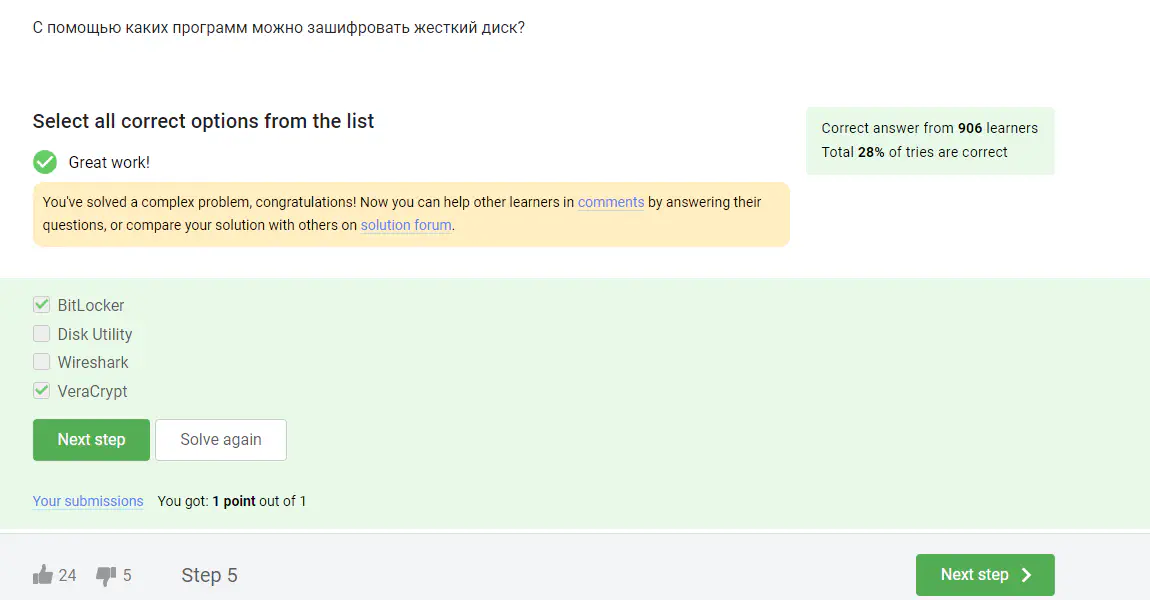 С помощью каких программ можно зашифровать жесткий диск?
Select all correct options from the list
Correct answer from 906 learners
Total 28% of tries are correct
Great work!
You've solved a complex problem, congratulations! Now you can help other learners in comments by answering their
questions, or compare your solution with others on solution forum.
BitLocker
Disk Utility
Wireshark
VeraCrypt
Next step
Solve again
Your submissions You got: 1 point out of 1
24 5 Step 5
Next step